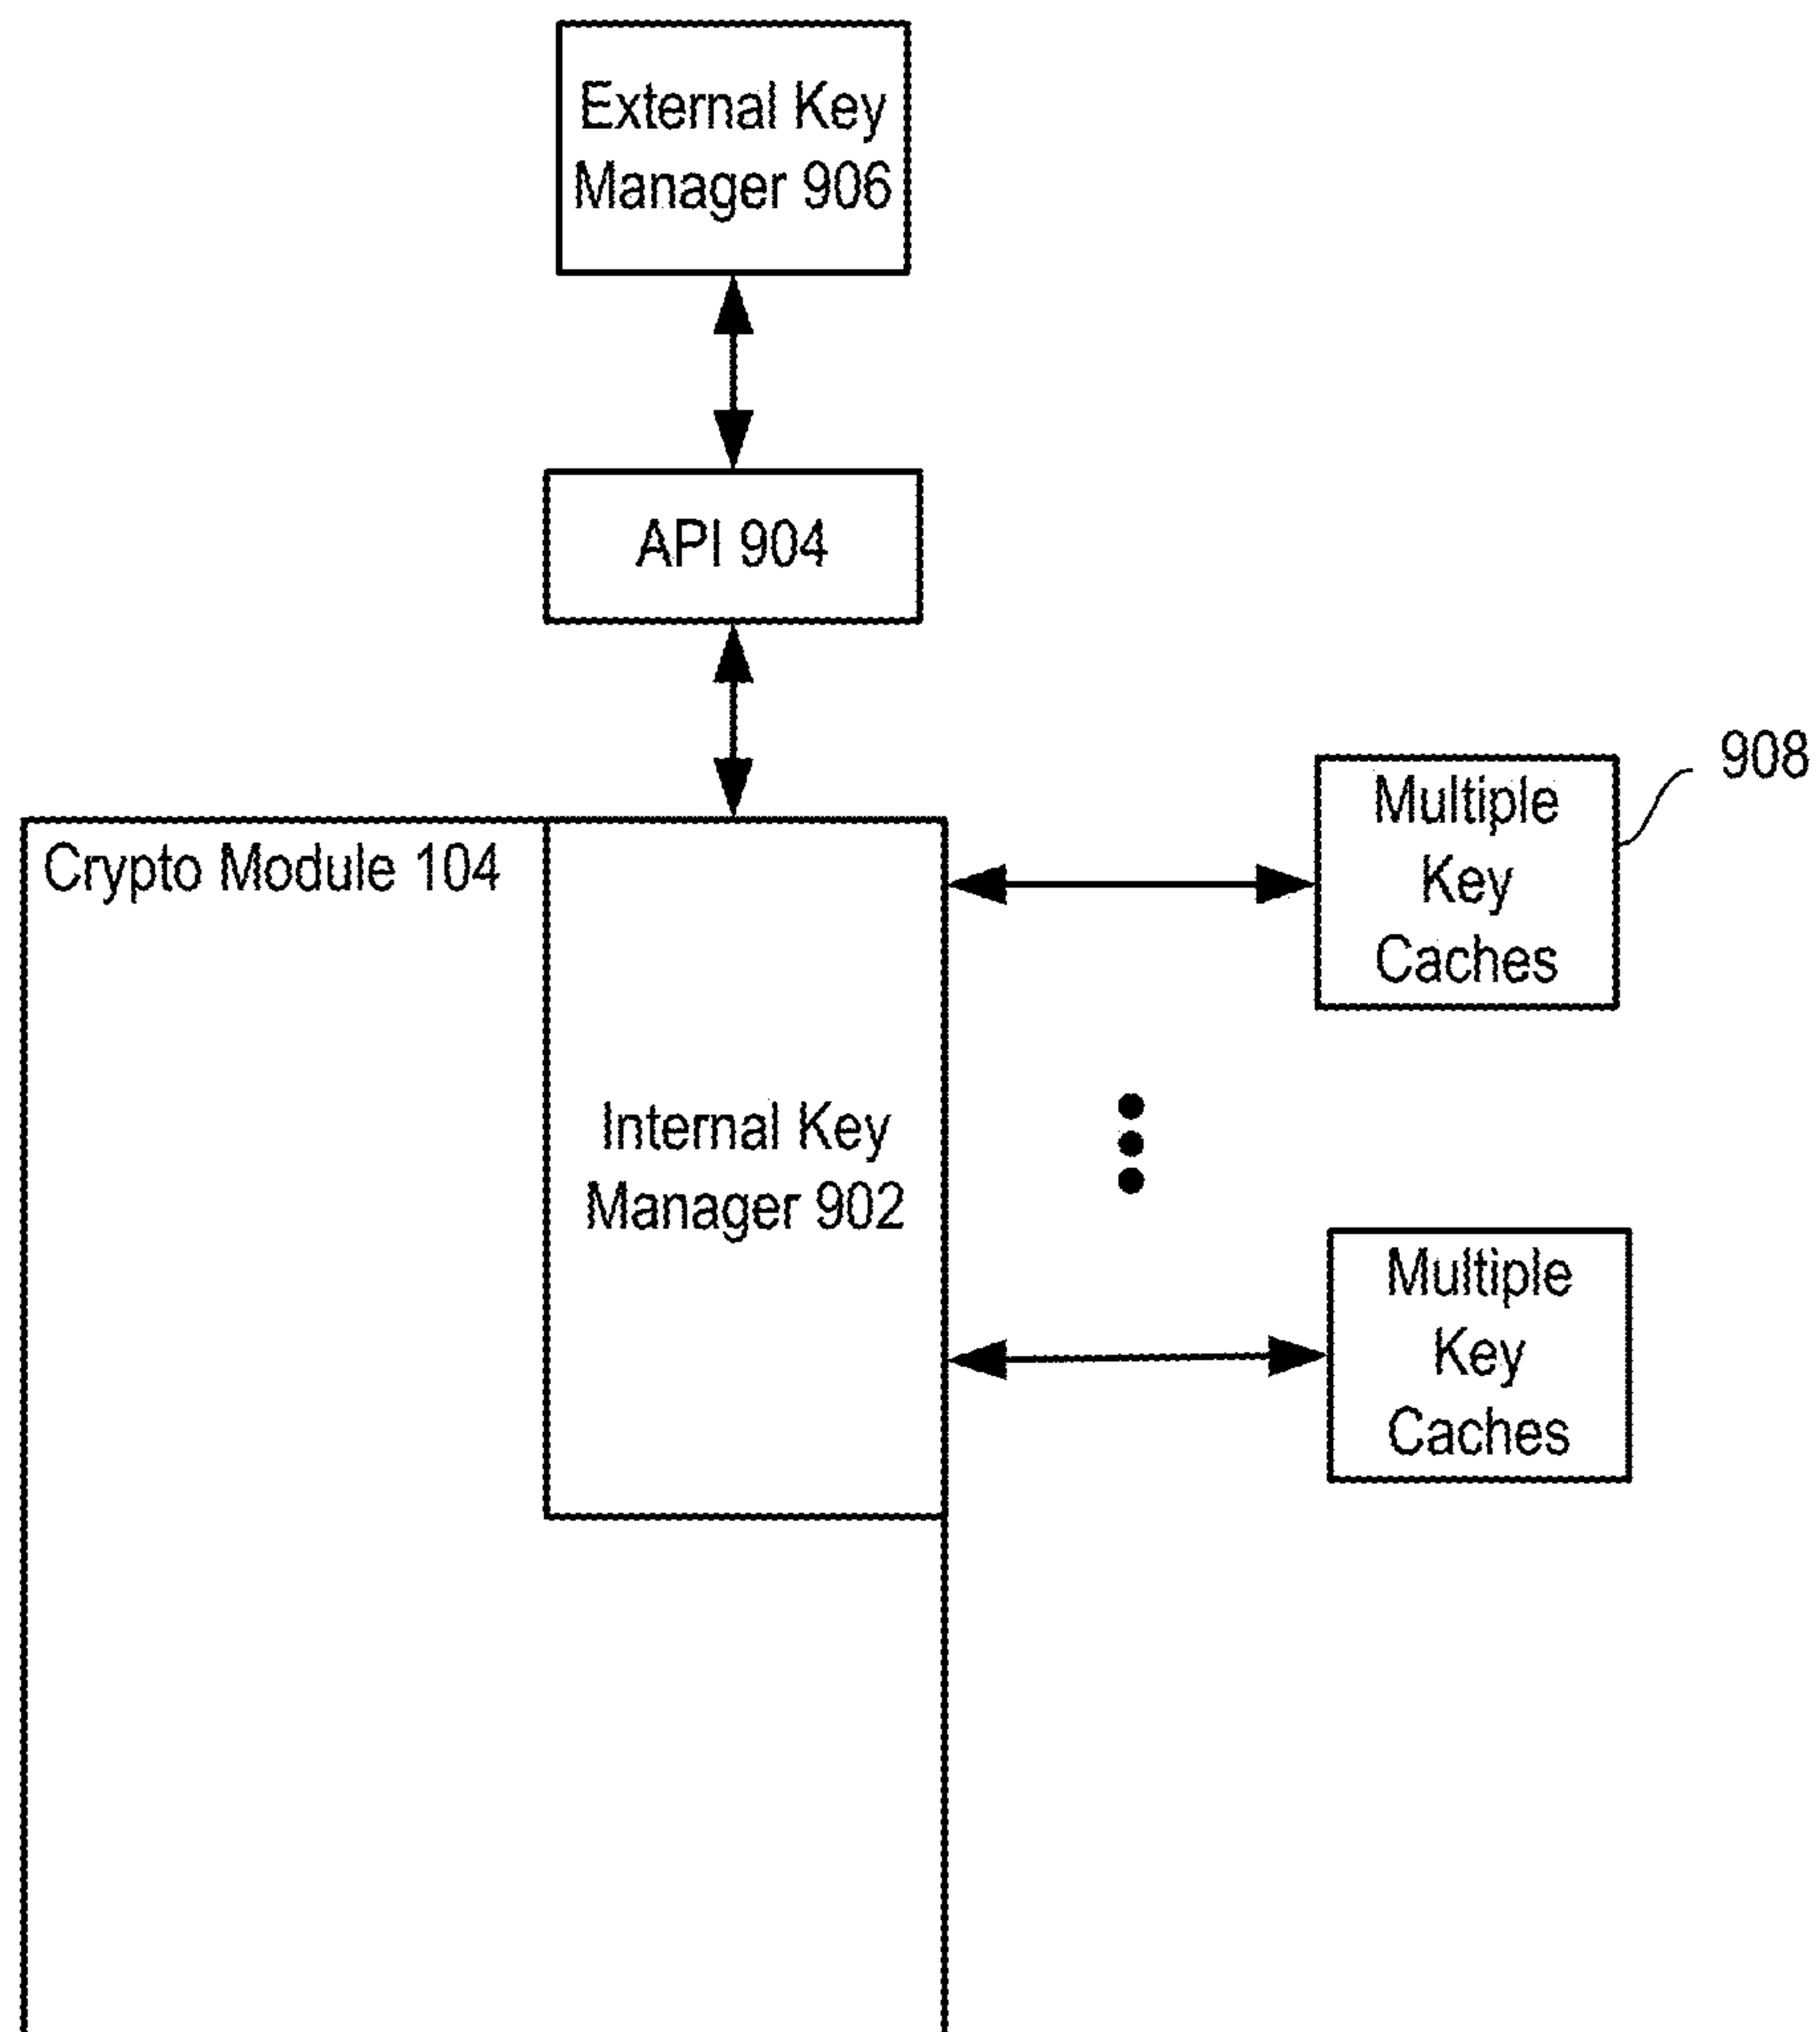 External Key
Manager 906
API 904
908
Multiple
Key
Caches
Crypto Module 104
Internal Key
Manager 902
Multiple
Key
Caches